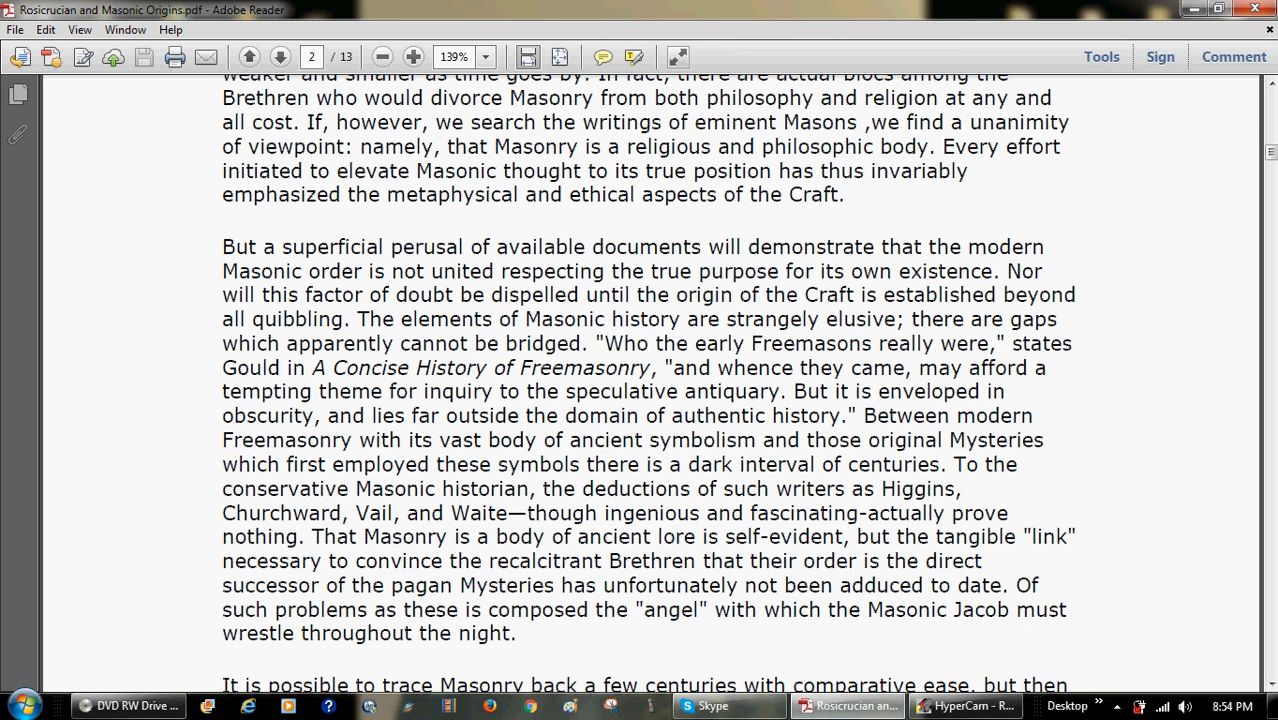 Rosicrucian and Masonic Origins.pdf - Adobe Reader
File Edit View Window Help
2 / 13 139% Tools Sign Comment
weaker and smaller as time goes by. In fact, there are actual blocs among the
Brethren who would divorce Masonry from both philosophy and religion at any and
all cost. If, however, we search the writings of eminent Masons ,we find a unanimity
of viewpoint: namely, that Masonry is a religious and philosophic body. Every effort
initiated to elevate Masonic thought to its true position has thus invariably
emphasized the metaphysical and ethical aspects of the Craft.
But a superficial perusal of available documents will demonstrate that the modern
Masonic order is not united respecting the true purpose for its own existence. Nor
will this factor of doubt be dispelled until the origin of the Craft is established beyond
all quibbling. The elements of Masonic history are strangely elusive; there are gaps
which apparently cannot be bridged. "Who the early Freemasons really were," states
Gould in A Concise History of Freemasonry, "and whence they came, may afford a
tempting theme for inquiry to the speculative antiquary. But it is enveloped in
obscurity, and lies far outside the domain of authentic history." Between modern
Freemasonry with its vast body of ancient symbolism and those original Mysteries
which first employed these symbols there is a dark interval of centuries. To the
conservative Masonic historian, the deductions of such writers as Higgins,
Churchward, Vail, and Waite—though ingenious and fascinating-actually prove
nothing. That Masonry is a body of ancient lore is self-evident, but the tangible "link"
necessary to convince the recalcitrant Brethren that their order is the direct
successor of the pagan Mysteries has unfortunately not been adduced to date. Of
such problems as these is composed the "angel" with which the Masonic Jacob must
wrestle throughout the night.
It is possible to trace Masonry back a few centuries with comparative ease, but then
DVD RW Drive ... Skype Rosicrucian an... HyperCam - R... Desktop 8:54 PM